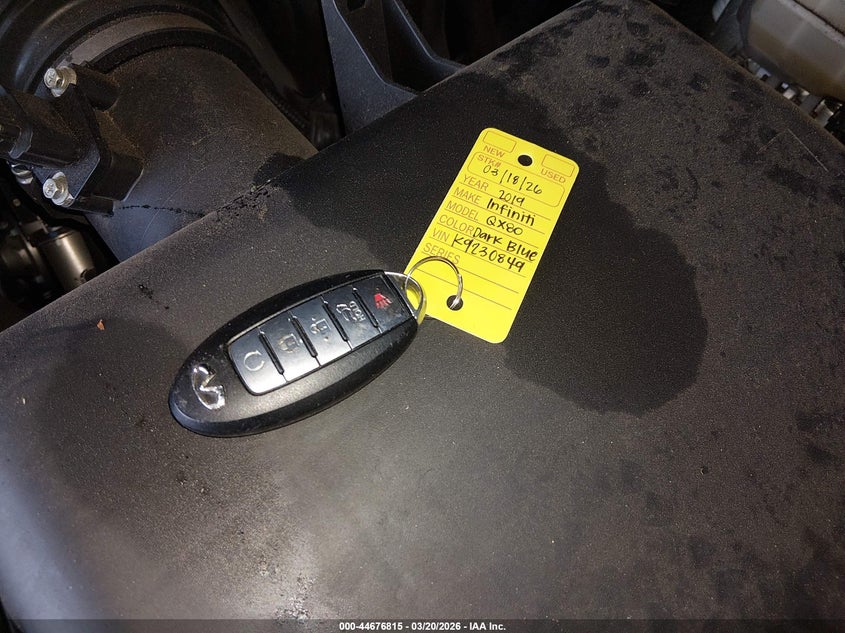 NEW USED
STK# 03/18/26
YEAR 2019
MAKE Infiniti
MODEL QX80
COLOR Dark Blue
VIN K9230849
SERIES
000-44676815 - 03/20/2026 - IAA Inc.